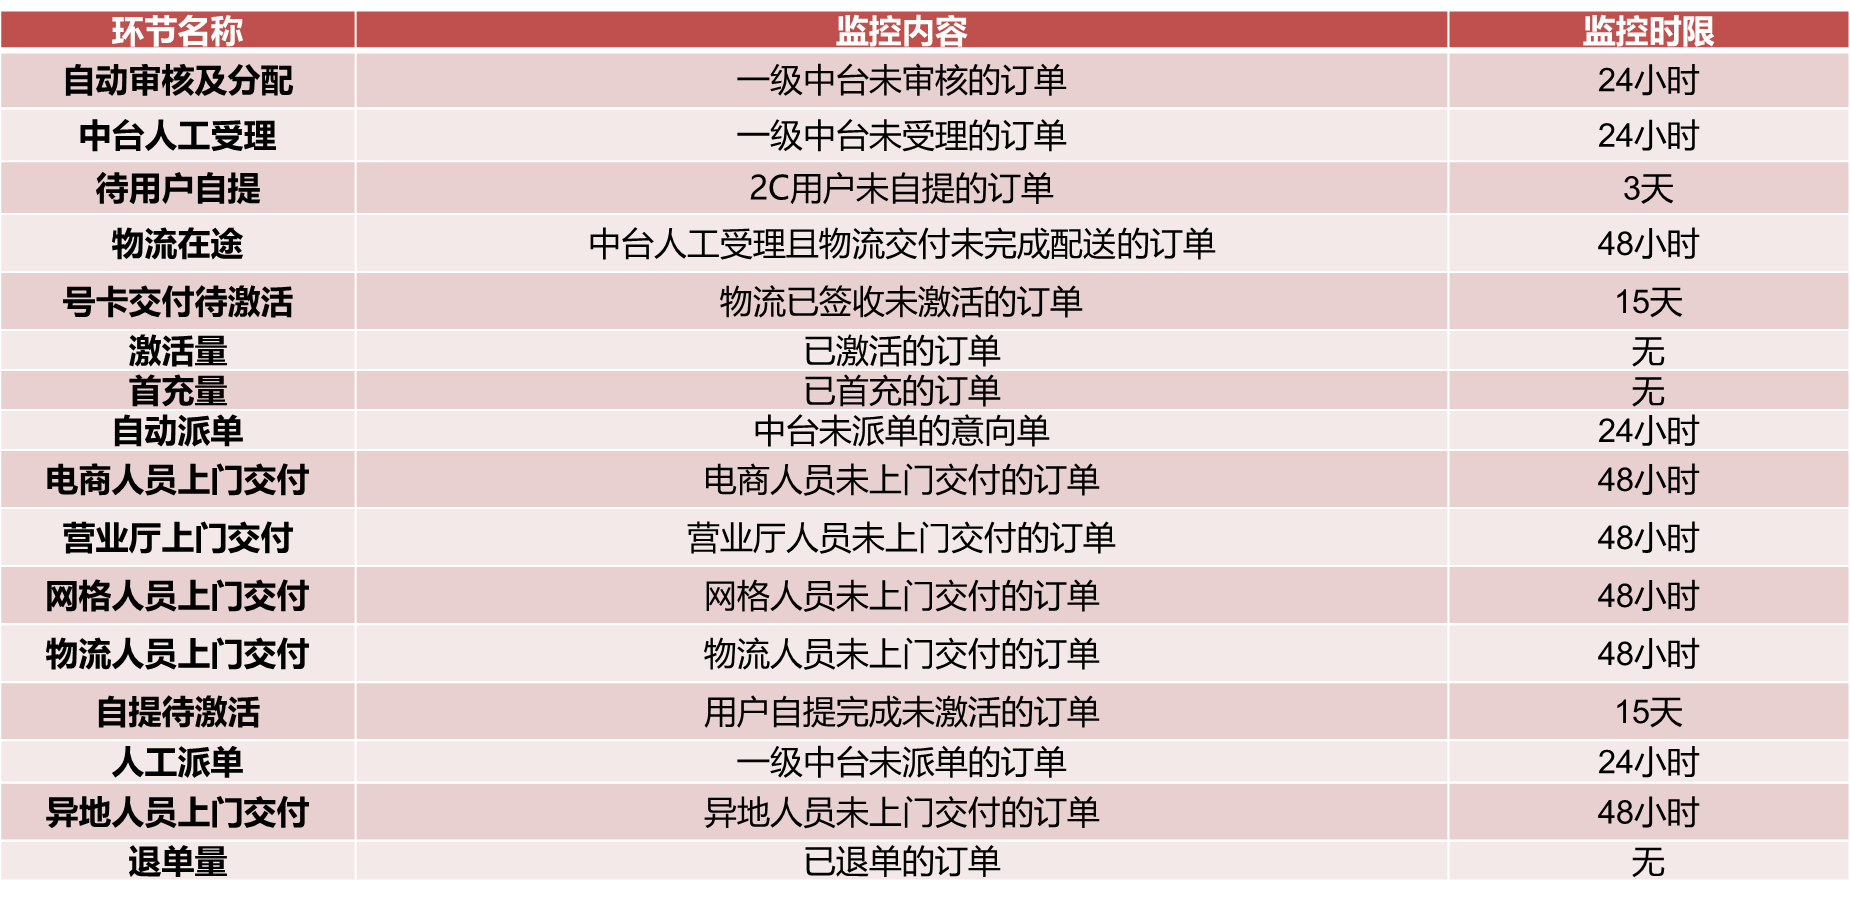 环节名称 监控内容 监控时限
自动审核及分配 一级中台未审核的订单 24小时
中台人工受理 一级中台未受理的订单 24小时
待用户自提 2C用户未自提的订单 3天
物流在途 中台人工受理且物流交付未完成配送的订单 48小时
号卡交付待激活 物流已签收未激活的订单 15天
激活量 已激活的订单 无
首充量 已首充的订单 无
自动派单 中台未派单的意向单 24小时
电商人员上门交付 电商人员未上门交付的订单 48小时
营业厅上门交付 营业厅人员未上门交付的订单 48小时
网格人员上门交付 网格人员未上门交付的订单 48小时
物流人员上门交付 物流人员未上门交付的订单 48小时
自提待激活 用户自提完成未激活的订单 15天
人工派单 一级中台未派单的订单 24小时
异地人员上门交付 异地人员未上门交付的订单 48小时
退单量 已退单的订单 无